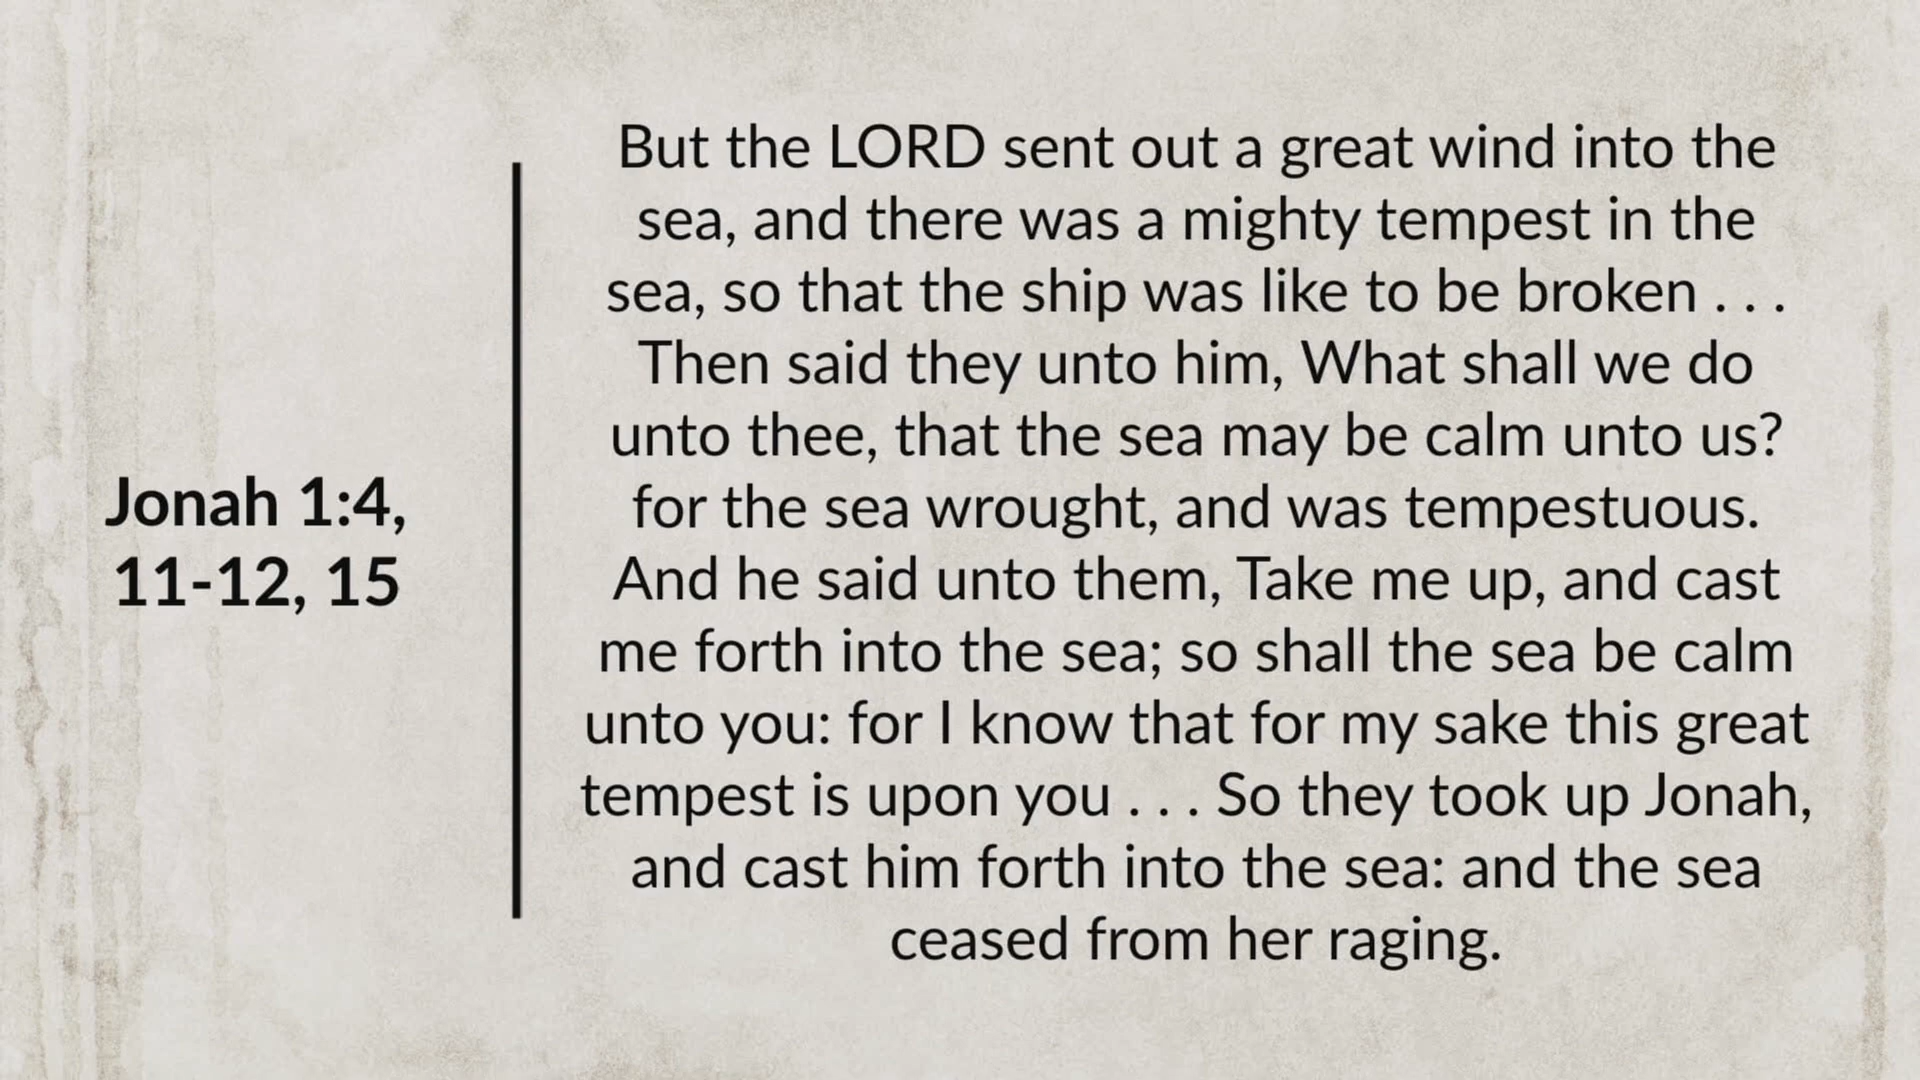 Jonah 1:4,
11-12, 15
But the LORD sent out a great wind into the
sea, and there was a mighty tempest in the
sea, so that the ship was like to be broken . . .
Then said they unto him, What shall we do
unto thee, that the sea may be calm unto us?
for the sea wrought, and was tempestuous.
And he said unto them, Take me up, and cast
me forth into the sea; so shall the sea be calm
unto you: for I know that for my sake this great
tempest is upon you . . . So they took up Jonah,
and cast him forth into the sea: and the sea
ceased from her raging.